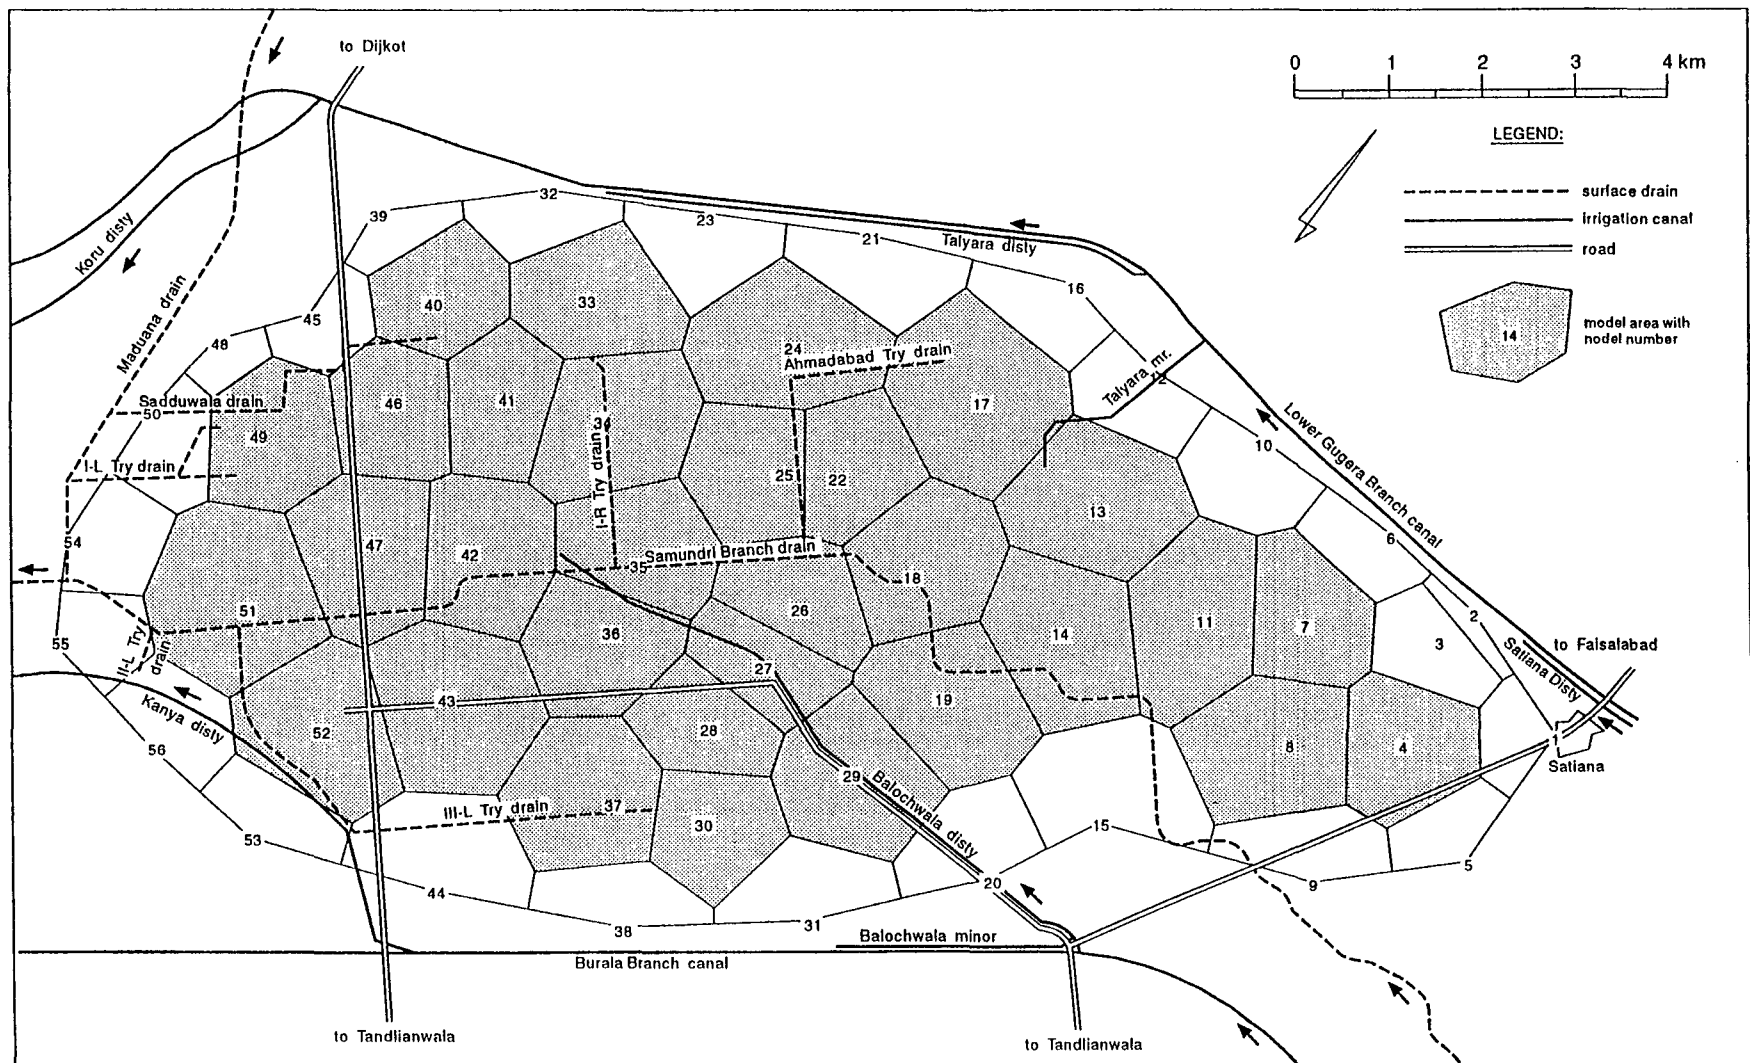 to Dijkot
0 1 2 3 4 km
LEGEND:
surface drain
irrigation canal
road
14
model area with
nodel number
Koru disty
Maduana drain
Talyara disty
Talyara mr.
Lower Gugera Branch canal
Satiana Disty
to Faisalabad
Satiana
Sadduwala drain
I-L Try drain
I-R Try drain
Ahmadabad Try drain
Samundri Branch drain
II-L Try
drain
Kanya disty
III-L Try drain
Balochwala disty
Balochwala minor
Burala Branch canal
to Tandlianwala
to Tandlianwala
32
39
23
21
16
40
33
45
48
24
12
46
41
34
17
50
49
10
25
22
13
54
47
42
35
6
18
51
36
26
14
11
7
2
3
55
27
43
19
52
28
8
4
1
56
29
37
30
53
15
44
20
9
5
38
31